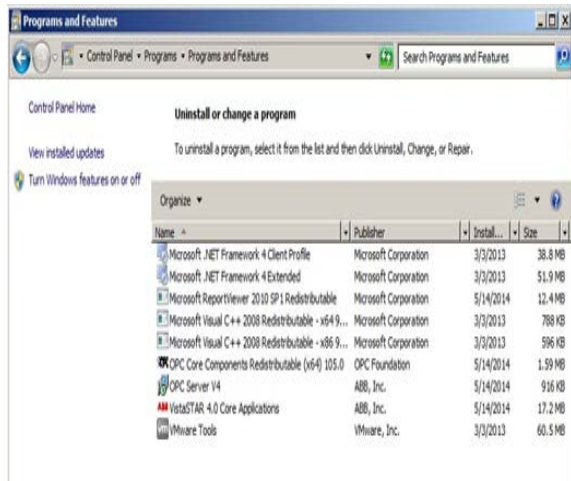 Programs and Features
Control Panel • Programs • Programs and Features
Search Programs and Features
Control Panel Home
View installed updates
Turn Windows features on or off
Uninstall or change a program
To uninstall a program, select it from the list and then click Uninstall, Change, or Repair.
Organize
Name Publisher Install... Size
Microsoft .NET Framework 4 Client Profile Microsoft Corporation 3/3/2013 38.8 MB
Microsoft .NET Framework 4 Extended Microsoft Corporation 3/3/2013 51.9 MB
Microsoft ReportViewer 2010 SP1 Redistributable Microsoft Corporation 5/14/2014 12.4 MB
Microsoft Visual C++ 2008 Redistributable - x64 9... Microsoft Corporation 3/3/2013 788 KB
Microsoft Visual C++ 2008 Redistributable - x86 9... Microsoft Corporation 3/3/2013 596 KB
OPC Core Components Redistributable (x64) 105.0 OPC Foundation 5/14/2014 1.59 MB
OPC Server V4 ABB, Inc. 5/14/2014 916 KB
ABB VistaSTAR 4.0 Core Applications ABB, Inc. 5/14/2014 17.2 MB
vm VMware Tools VMware, Inc. 3/3/2013 60.5 MB